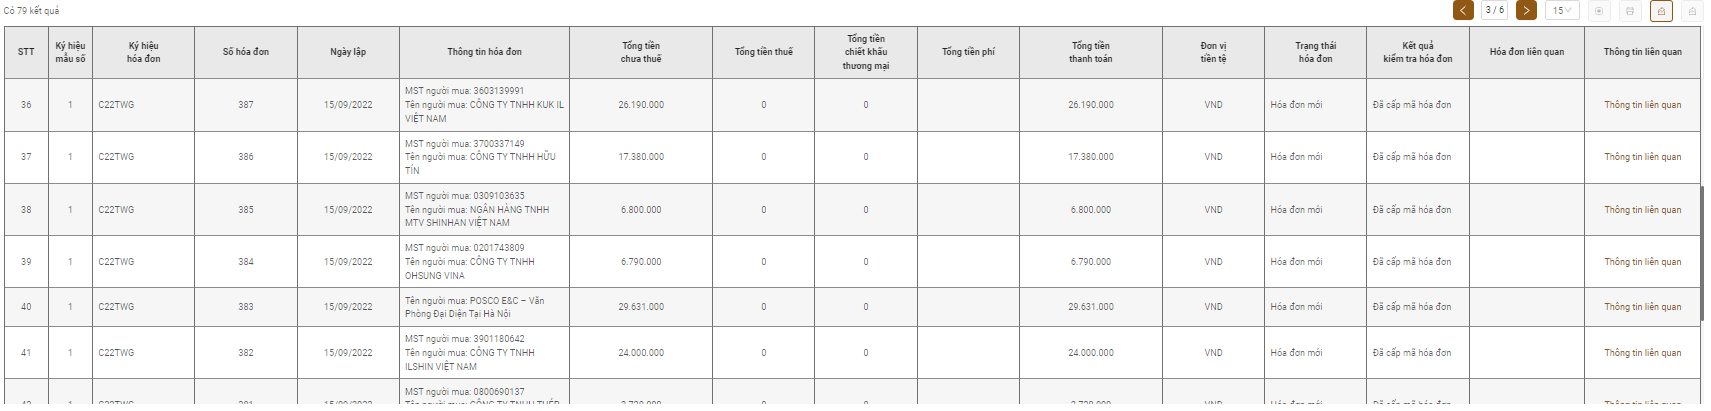 Có 79 kết quả
3 / 6
15
STT
Ký hiệu
mẫu số
Ký hiệu
hóa đơn
Số hóa đơn
Ngày lập
Thông tin hóa đơn
Tổng tiền
chưa thuế
Tổng tiền thuế
Tổng tiền
chiết khấu
thương mại
Tổng tiền phí
Tổng tiền
thanh toán
Đơn vị
tiền tệ
Trạng thái
hóa đơn
Kết quả
kiểm tra hóa đơn
Hóa đơn liên quan
Thông tin liên quan
36
1
C22TWG
387
15/09/2022
MST người mua: 3603139991
Tên người mua: CÔNG TY TNHH KUK IL
VIỆT NAM
26.190.000
0
0
26.190.000
VND
Hóa đơn mới
Đã cấp mã hóa đơn
Thông tin liên quan
37
1
C22TWG
386
15/09/2022
MST người mua: 3700337149
Tên người mua: CÔNG TY TNHH HỮU
TÍN
17.380.000
0
0
17.380.000
VND
Hóa đơn mới
Đã cấp mã hóa đơn
Thông tin liên quan
38
1
C22TWG
385
15/09/2022
MST người mua: 0309103635
Tên người mua: NGÂN HÀNG TNHH
MTV SHINHAN VIỆT NAM
6.800.000
0
0
6.800.000
VND
Hóa đơn mới
Đã cấp mã hóa đơn
Thông tin liên quan
39
1
C22TWG
384
15/09/2022
MST người mua: 0201743809
Tên người mua: CÔNG TY TNHH
OHSUNG VINA
6.790.000
0
0
6.790.000
VND
Hóa đơn mới
Đã cấp mã hóa đơn
Thông tin liên quan
40
1
C22TWG
383
15/09/2022
Tên người mua: POSCO E&C – Văn
Phòng Đại Diện Tại Hà Nội
29.631.000
0
0
29.631.000
VND
Hóa đơn mới
Đã cấp mã hóa đơn
Thông tin liên quan
41
1
C22TWG
382
15/09/2022
MST người mua: 3901180642
Tên người mua: CÔNG TY TNHH
ILSHIN VIỆT NAM
24.000.000
0
0
24.000.000
VND
Hóa đơn mới
Đã cấp mã hóa đơn
Thông tin liên quan
MST người mua: 0800690137